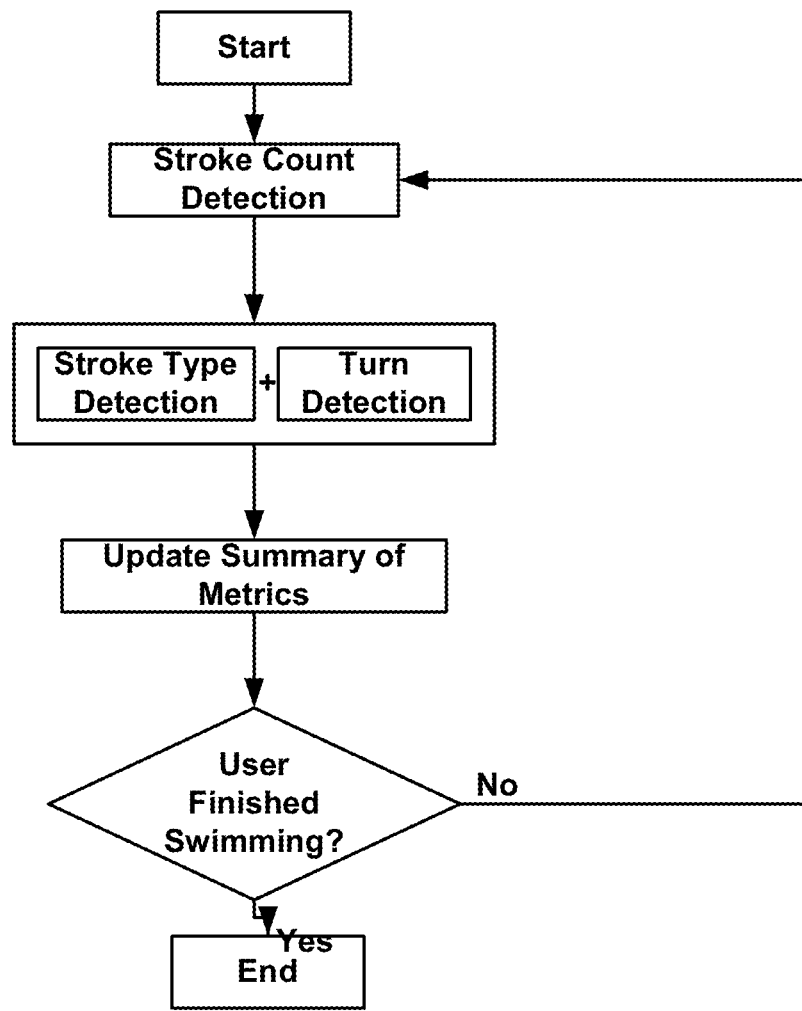 Start
Stroke Count
Detection
Stroke Type
Detection
+
Turn
Detection
Update Summary of
Metrics
User
Finished
Swimming?
No
Yes
End